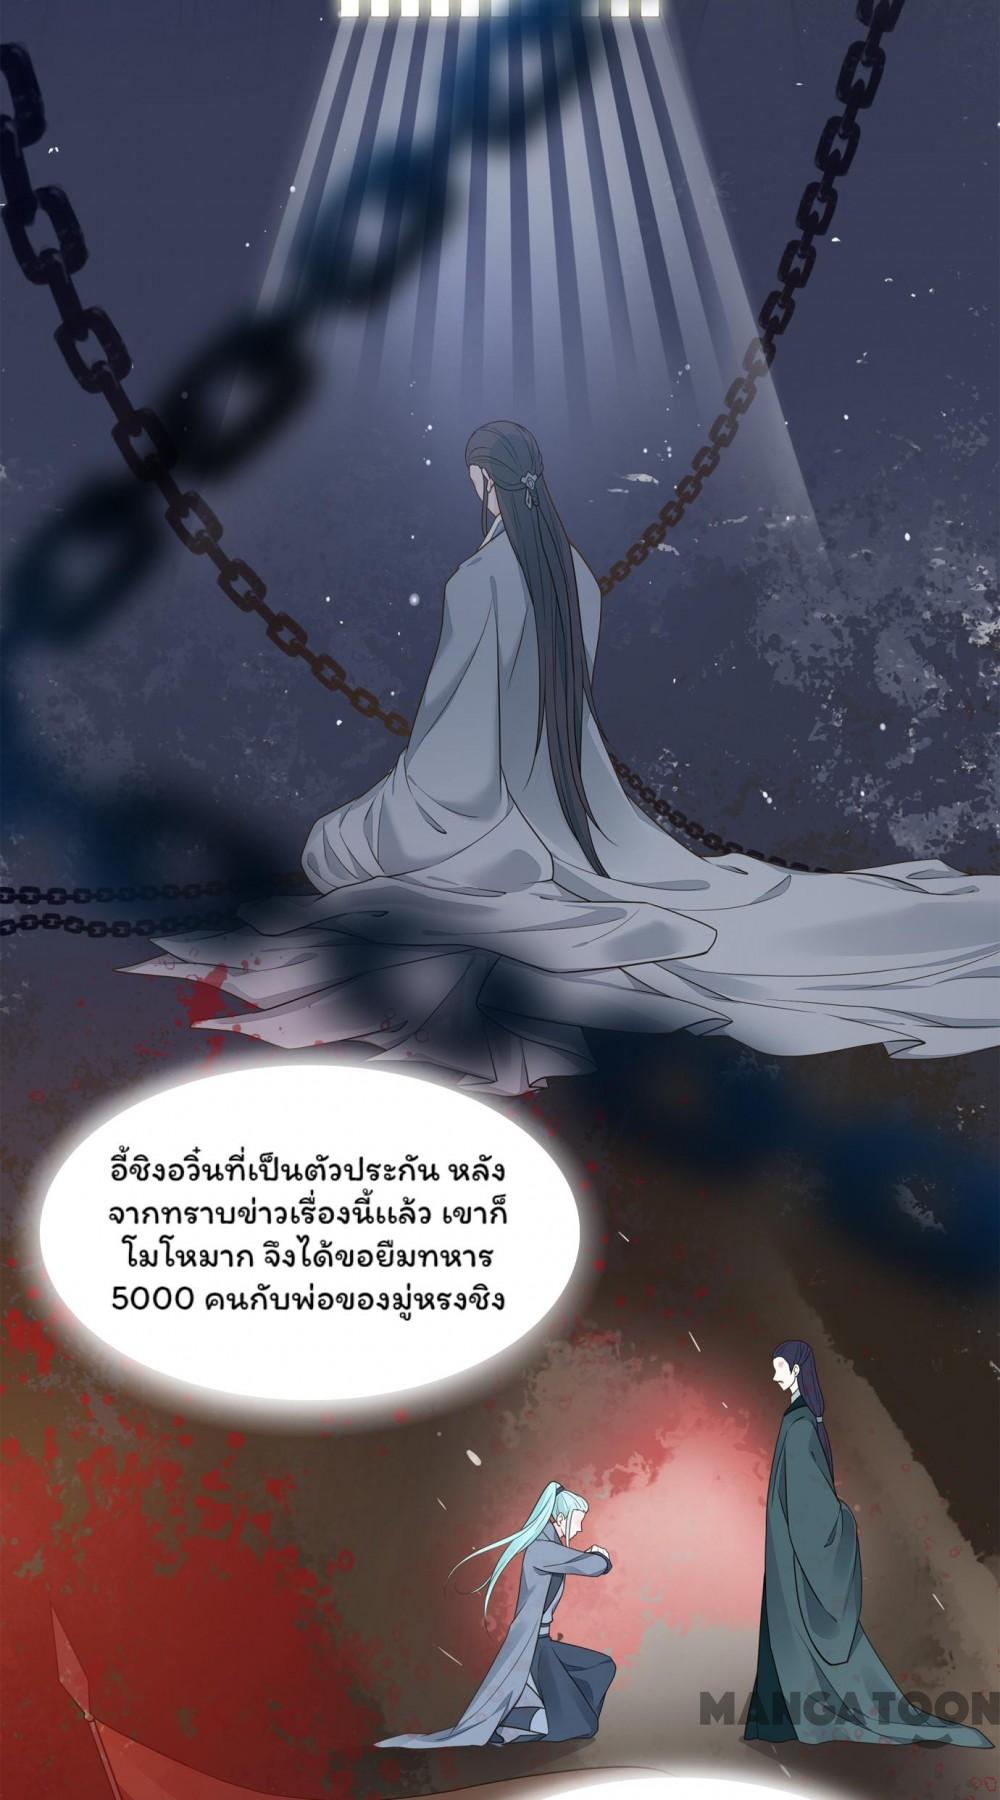 อี้ชิงอวิ๋นที่เป็นตัวประกัน หลัง
จากทราบข่าวเรื่องนี้แล้ว เขาก็
โมโหมาก จึงได้ขอยืมทหาร
5000 คนกับพ่อของมู่หรงชิง
MANGATOON